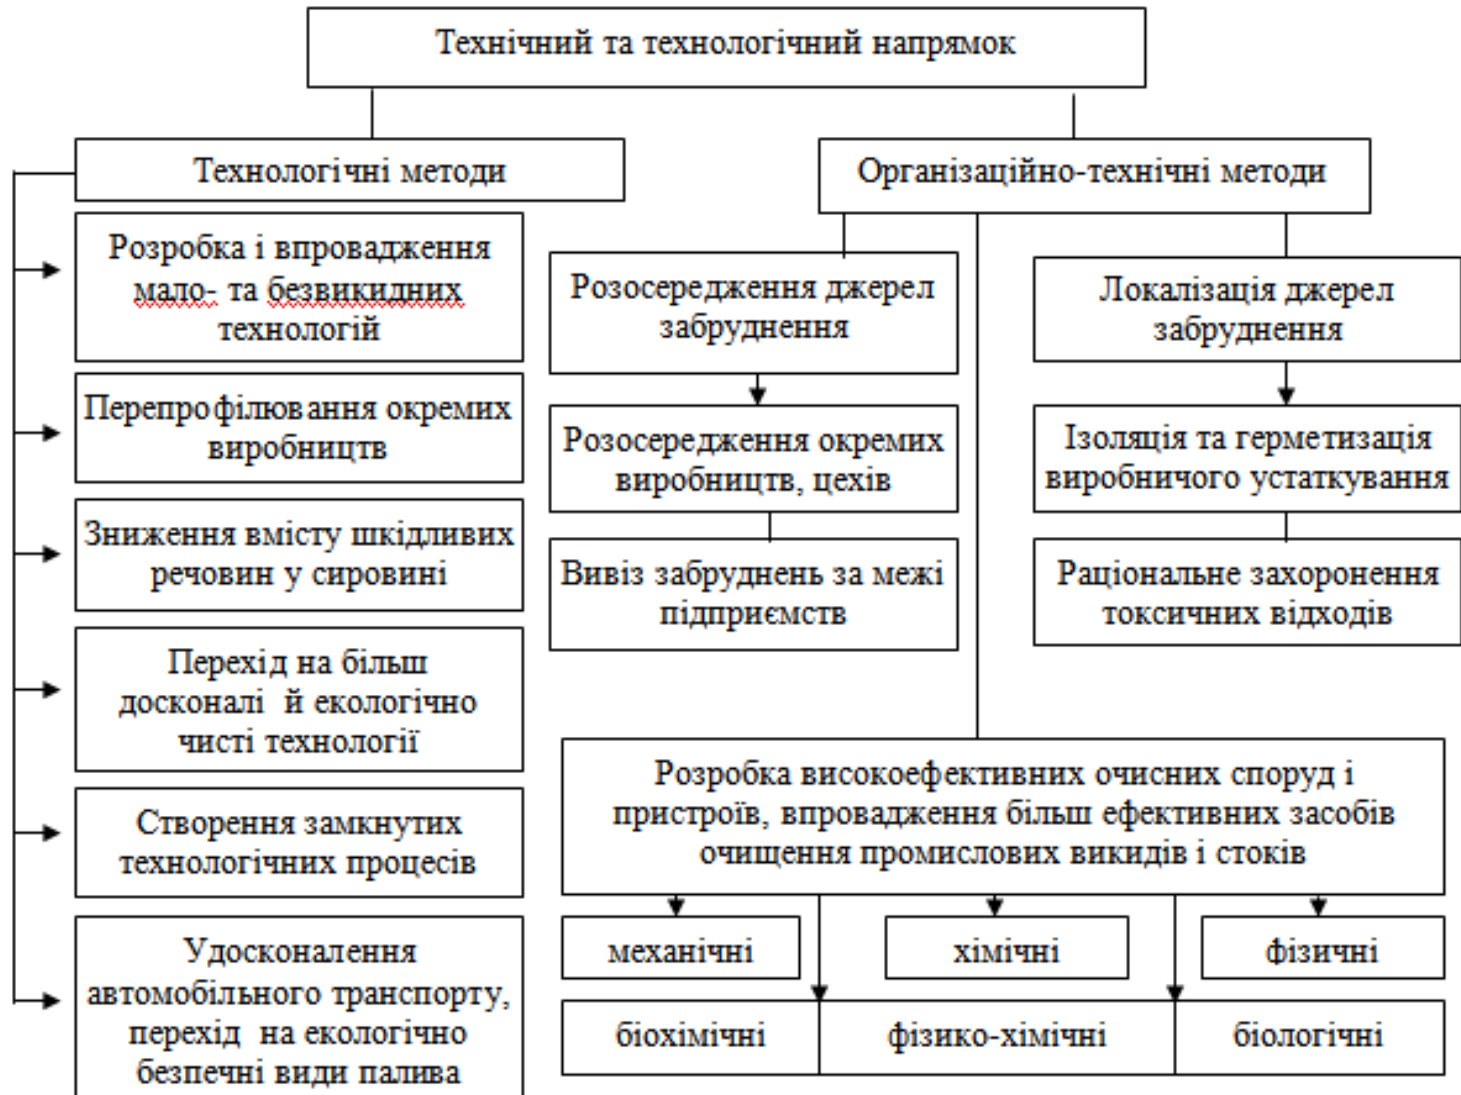 Технічний та технологічний напрямок
Технологічні методи
Розробка і впровадження
мало- та безвикидних
технологій
Перепрофілювання окремих
виробництв
Зниження вмісту шкідливих
речовин у сировині
Перехід на більш
досконалі й екологічно
чисті технології
Створення замкнутих
технологічних процесів
Удосконалення
автомобільного транспорту,
перехід на екологічно
безпечні види палива
Організаційно-технічні методи
Розосередження джерел
забруднення
Розосередження окремих
виробництв, цехів
Вивіз забруднень за межі
підприємств
Локалізація джерел
забруднення
Ізоляція та герметизація
виробничого устаткування
Раціональне захоронення
токсичних відходів
Розробка високоефективних очисних споруд і
пристроїв, впровадження більш ефективних засобів
очищення промислових викидів і стоків
механічні
хімічні
фізичні
біохімічні
фізико-хімічні
біологічні